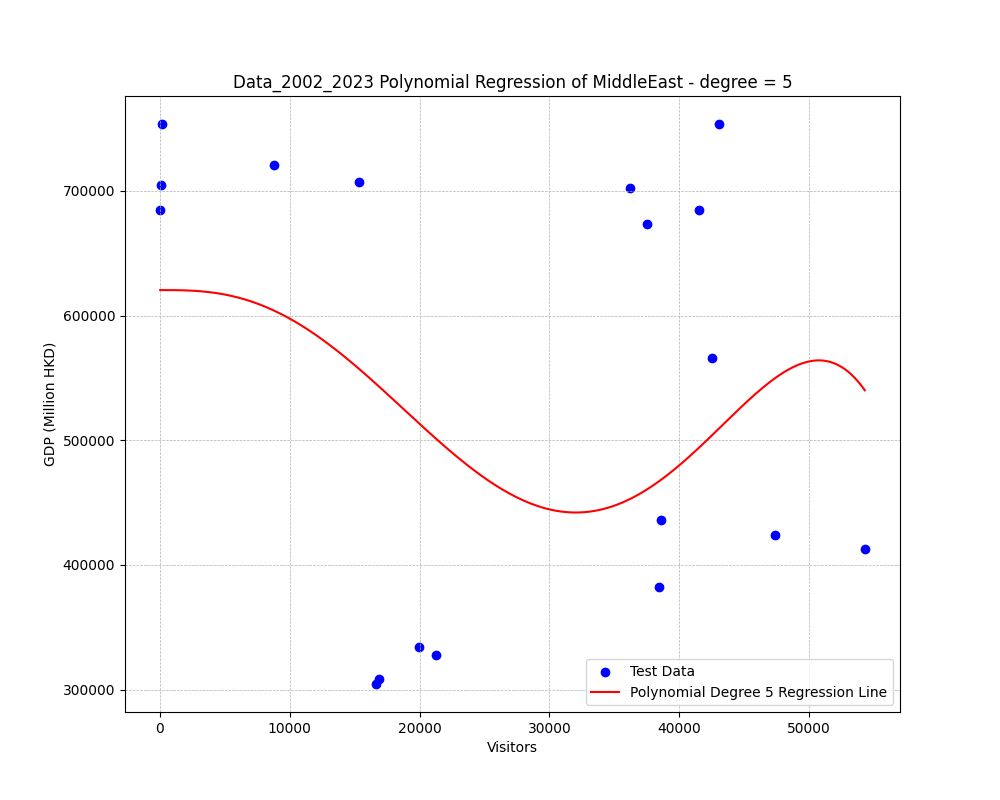 Data_2002_2023 Polynomial Regression of MiddleEast - degree = 5
GDP (Million HKD)
700000
600000
500000
400000
300000
0 10000 20000 30000 40000 50000
Visitors
Test Data
Polynomial Degree 5 Regression Line